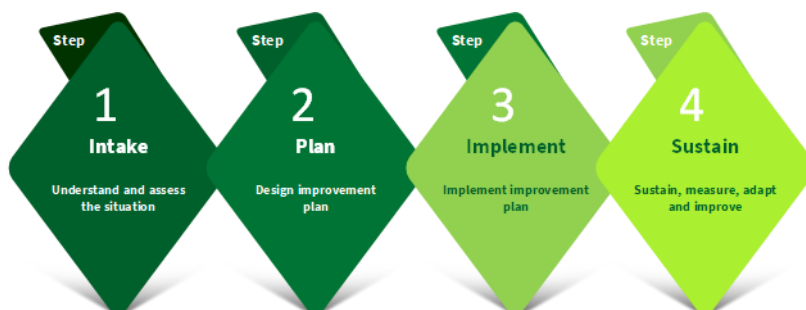 Step
1
Intake
Understand and assess
the situation
Step
2
Plan
Design improvement
plan
Step
3
Implement
Implement improvement
plan
Step
4
Sustain
Sustain, measure, adapt
and improve